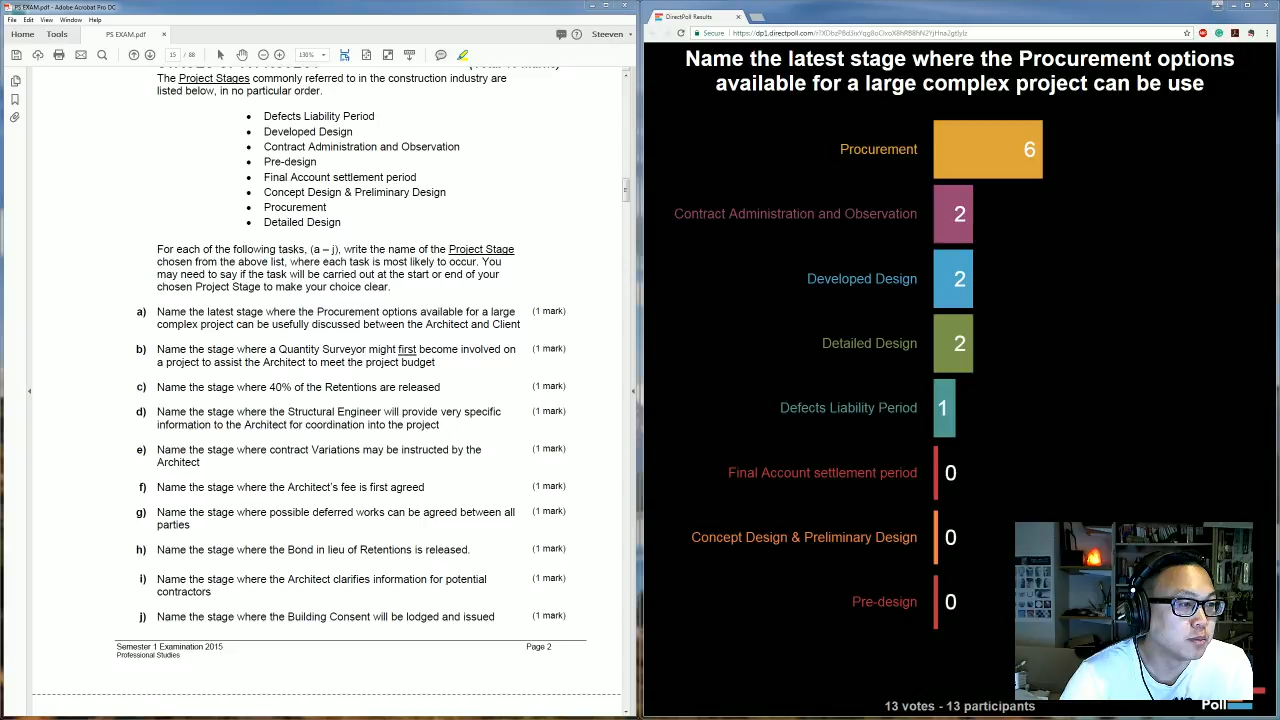 PS EXAM.pdf - Adobe Acrobat Pro DC
File Edit View Window Help
Home Tools PS EXAM.pdf × Steeven
15 / 88 130%
The Project Stages commonly referred to in the construction industry are
listed below, in no particular order.
• Defects Liability Period
• Developed Design
• Contract Administration and Observation
• Pre-design
• Final Account settlement period
• Concept Design & Preliminary Design
• Procurement
• Detailed Design
For each of the following tasks, (a – j), write the name of the Project Stage
chosen from the above list, where each task is most likely to occur. You
may need to say if the task will be carried out at the start or end of your
chosen Project Stage to make your choice clear.
a) Name the latest stage where the Procurement options available for a large (1 mark)
complex project can be usefully discussed between the Architect and Client
b) Name the stage where a Quantity Surveyor might first become involved on (1 mark)
a project to assist the Architect to meet the project budget
c) Name the stage where 40% of the Retentions are released (1 mark)
d) Name the stage where the Structural Engineer will provide very specific (1 mark)
information to the Architect for coordination into the project
e) Name the stage where contract Variations may be instructed by the (1 mark)
Architect
f) Name the stage where the Architect's fee is first agreed (1 mark)
g) Name the stage where possible deferred works can be agreed between all (1 mark)
parties
h) Name the stage where the Bond in lieu of Retentions is released. (1 mark)
i) Name the stage where the Architect clarifies information for potential (1 mark)
contractors
j) Name the stage where the Building Consent will be lodged and issued (1 mark)
Semester 1 Examination 2015 Page 2
Professional Studies
DirectPoll Results ×
Secure
Name the latest stage where the Procurement options
available for a large complex project can be use
Procurement 6
Contract Administration and Observation 2
Developed Design 2
Detailed Design 2
Defects Liability Period 1
Final Account settlement period 0
Concept Design & Preliminary Design 0
Pre-design 0
13 votes - 13 participants
Poll